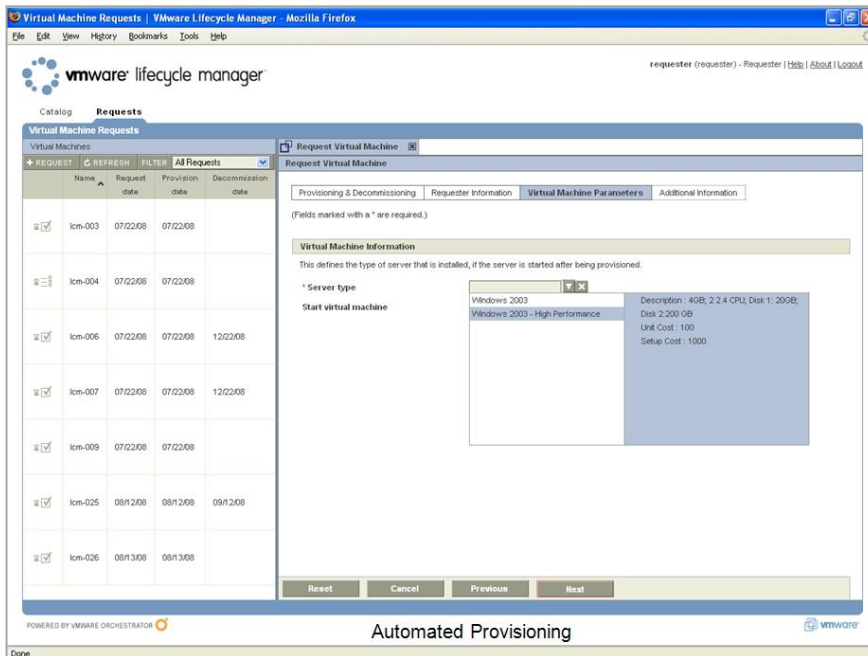 Virtual Machine Requests | VMware Lifecycle Manager - Mozilla Firefox
File Edit View History Bookmarks Tools Help
vmware lifecycle manager
requester (requester) - Requester | Help | About | Logout
Catalog Requests
Virtual Machine Requests
Virtual Machines
+ REQUEST REFRESH FILTER All Requests
Name Request date Provision date Decommission date
lcm-003 07/22/08 07/22/08
lcm-004 07/22/08 07/22/08
lcm-006 07/22/08 07/22/08 12/22/08
lcm-007 07/22/08 07/22/08 12/22/08
lcm-009 07/22/08 07/22/08
lcm-025 08/12/08 08/12/08 09/12/08
lcm-026 08/13/08 08/13/08
Request Virtual Machine
Request Virtual Machine
Provisioning & Decommissioning Requester Information Virtual Machine Parameters Additional Information
(Fields marked with a * are required.)
Virtual Machine Information
This defines the type of server that is installed, if the server is started after being provisioned.
* Server type
Start virtual machine
Windows 2003
Windows 2003 - High Performance
Description : 4GB; 2 2.4 CPU; Disk 1: 20GB;
Disk 2:200 GB
Unit Cost : 100
Setup Cost : 1000
Reset Cancel Previous Next
POWERED BY VMWARE ORCHESTRATOR
Automated Provisioning
vmware
Done